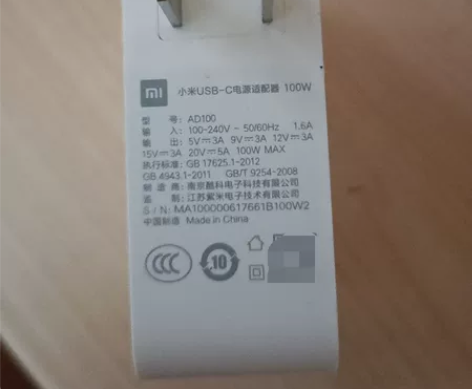 mi 小米USB-C电源适配器 100W
型 号: AD100
输 入: 100-240V ~ 50/60Hz 1.6A
输 出: 5V⎓3A 9V⎓3A 12V⎓3A
15V⎓3A 20V⎓5A 100W MAX
执行标准: GB 17625.1-2012
GB 4943.1-2011 GB/T 9254-2008
制 造 商: 南京酷科电子科技有限公司
监 制: 江苏紫米电子技术有限公司
S / N: MA100000617661B100W2
中国制造 Made in China
CCC 10